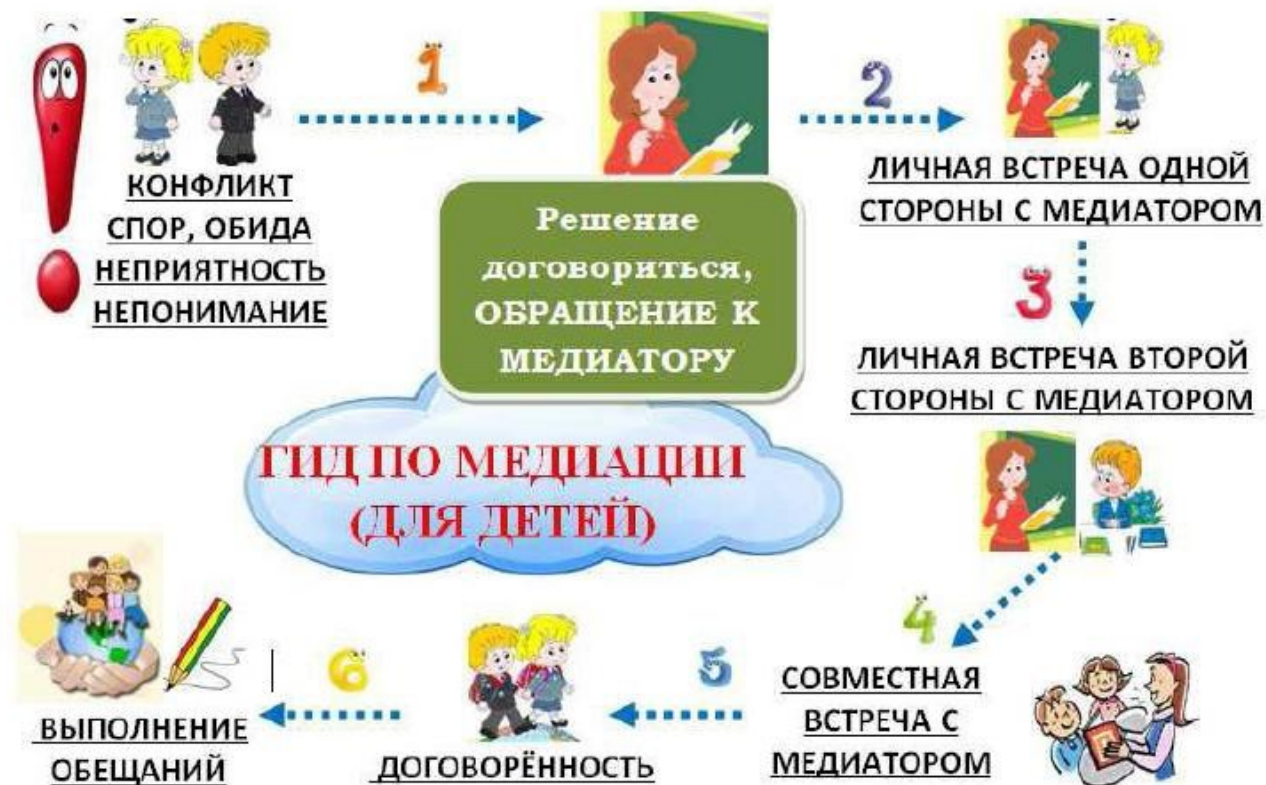 1
2
КОНФЛИКТ
СПОР, ОБИДА
НЕПРИЯТНОСТЬ
НЕПОНИМАНИЕ
Решение
договориться,
ОБРАЩЕНИЕ К
МЕДИАТОРУ
ЛИЧНАЯ ВСТРЕЧА ОДНОЙ
СТОРОНЫ С МЕДИАТОРОМ
3
ЛИЧНАЯ ВСТРЕЧА ВТОРОЙ
СТОРОНЫ С МЕДИАТОРОМ
ГИД ПО МЕДИАЦИИ
(ДЛЯ ДЕТЕЙ)
4
СОВМЕСТНАЯ
ВСТРЕЧА С
МЕДИАТОРОМ
5
ДОГОВОРЁННОСТЬ
6
ВЫПОЛНЕНИЕ
ОБЕЩАНИЙ